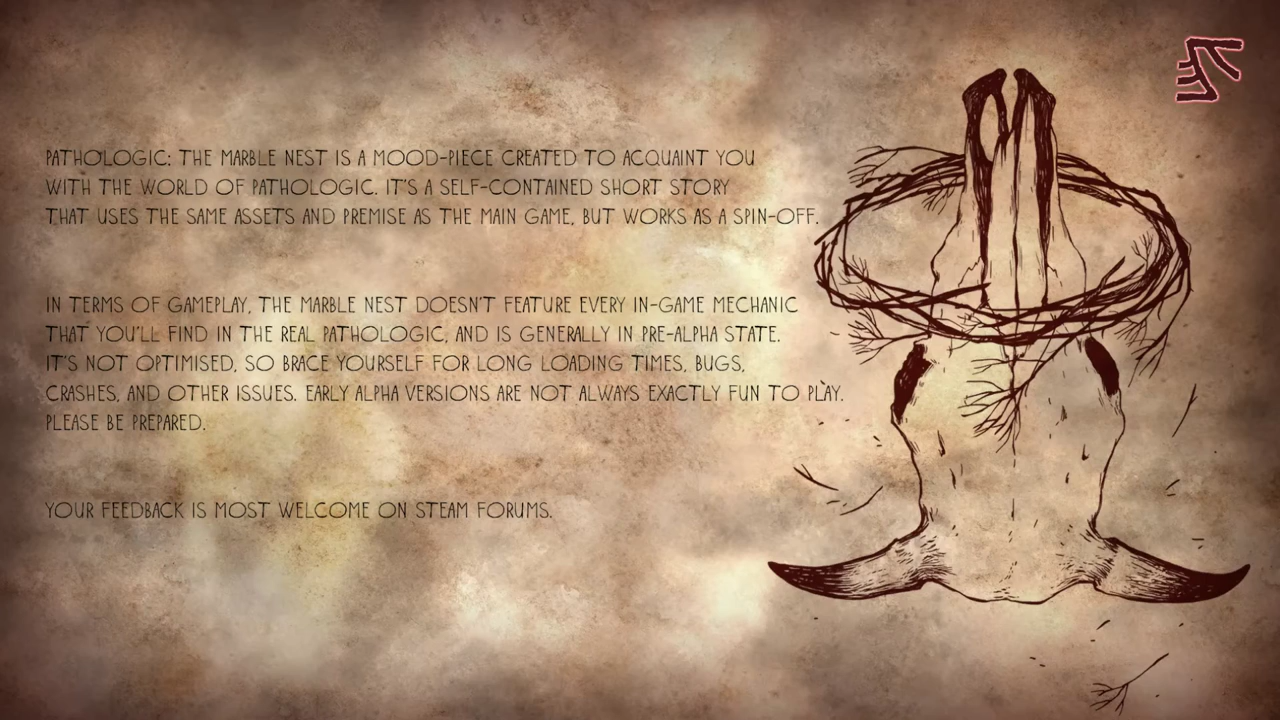 PATHOLOGIC: THE MARBLE NEST IS A MOOD-PIECE CREATED TO ACQUAINT YOU
WITH THE WORLD OF PATHOLOGIC. IT'S A SELF-CONTAINED SHORT STORY
THAT USES THE SAME ASSETS AND PREMISE AS THE MAIN GAME, BUT WORKS AS A SPIN-OFF.
IN TERMS OF GAMEPLAY, THE MARBLE NEST DOESN'T FEATURE EVERY IN-GAME MECHANIC
THAT YOU'LL FIND IN THE REAL PATHOLOGIC, AND IS GENERALLY IN PRE-ALPHA STATE.
IT'S NOT OPTIMISED, SO BRACE YOURSELF FOR LONG LOADING TIMES, BUGS,
CRASHES, AND OTHER ISSUES. EARLY ALPHA VERSIONS ARE NOT ALWAYS EXACTLY FUN TO PLAY.
PLEASE BE PREPARED.
YOUR FEEDBACK IS MOST WELCOME ON STEAM FORUMS.